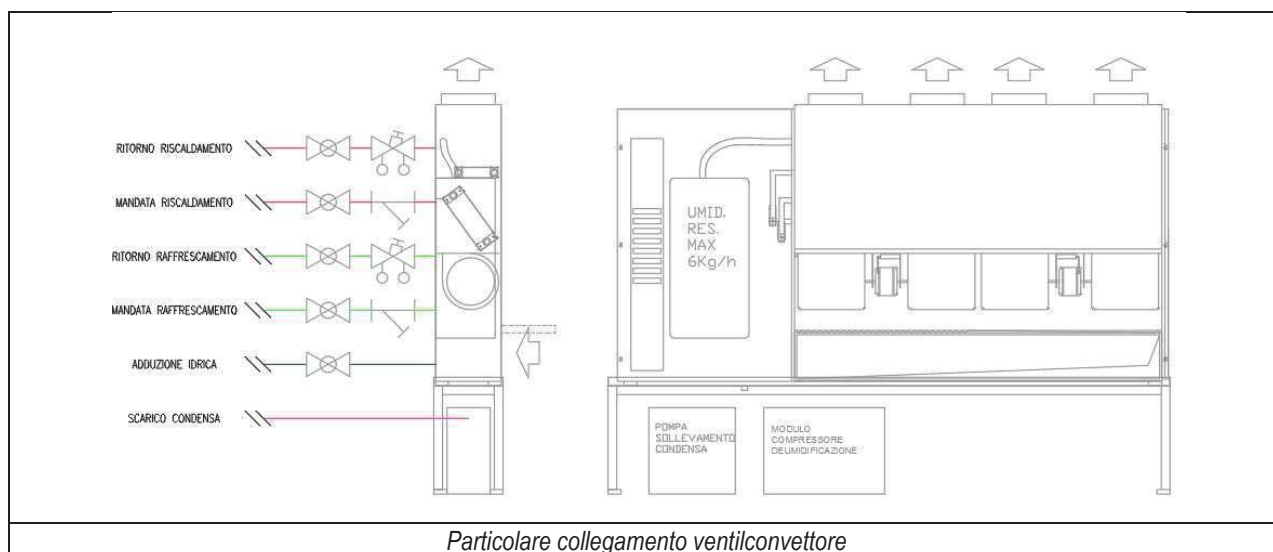 RITORNO RISCALDAMENTO
MANDATA RISCALDAMENTO
RITORNO RAFFRESCAMENTO
MANDATA RAFFRESCAMENTO
ADDUZIONE IDRICA
SCARICO CONDENSA
UMID.
RES.
MAX
6Kg/h
POMPA
SOLLEVAMENTO
CONDENSA
MODULO
COMPRESSORE
DEUMIDIFICAZIONE
Particolare collegamento ventilconvettore